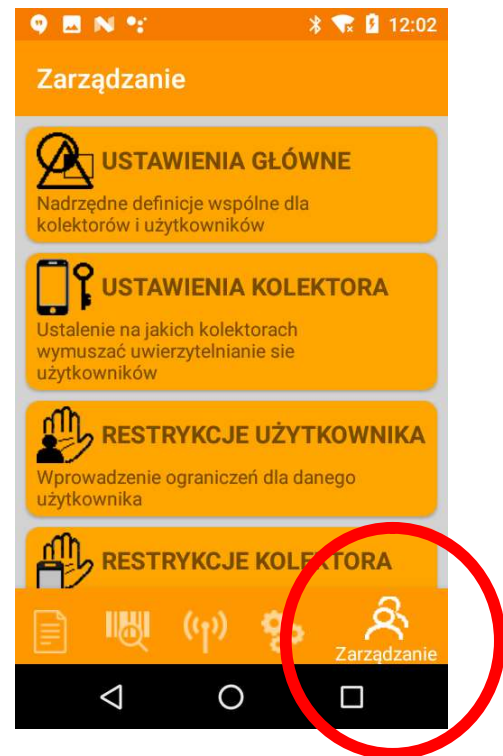 12:02
Zarządzanie
USTAWIENIA GŁÓWNE
Nadrzędne definicje wspólne dla
kolektorów i użytkowników
USTAWIENIA KOLEKTORA
Ustalenie na jakich kolektorach
wymuszać uwierzytelnianie sie
użytkowników
RESTRYKCJE UŻYTKOWNIKA
Wprowadzenie ograniczeń dla danego
użytkownika
RESTRYKCJE KOLEKTORA
Zarządzanie